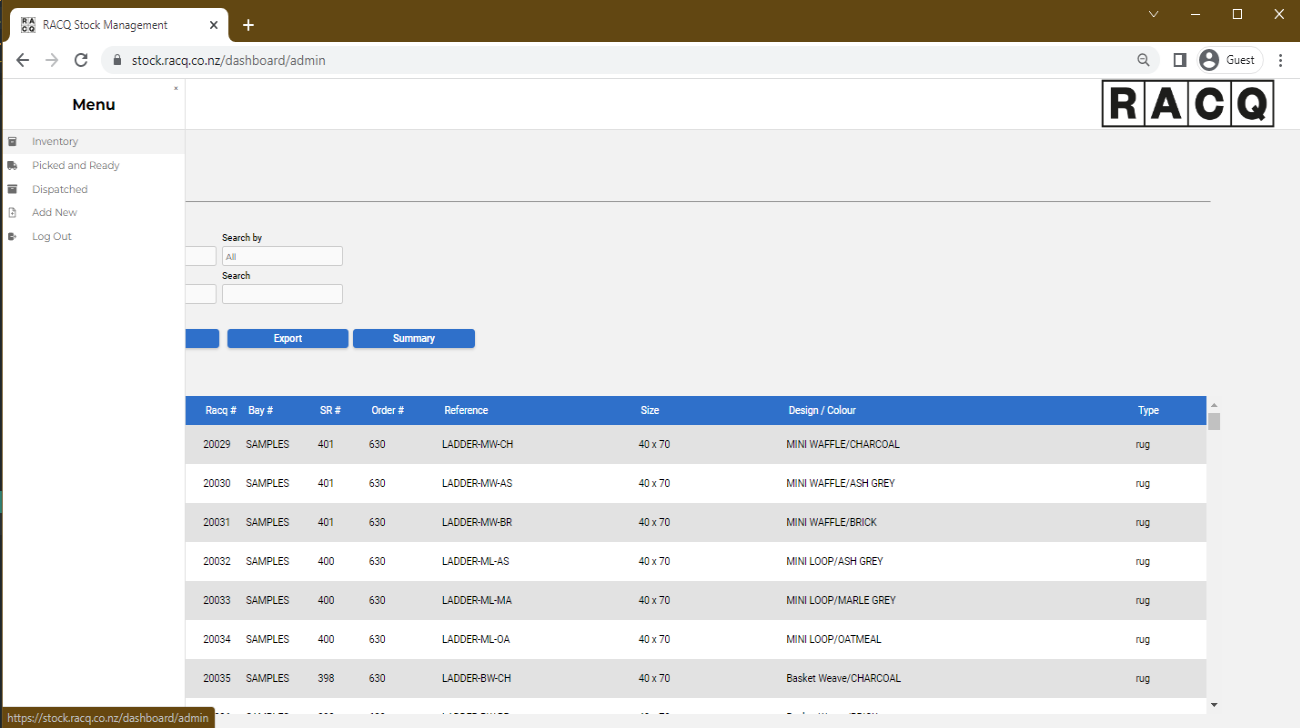 RACQ Stock Management
stock.racq.co.nz/dashboard/admin
Guest
Menu
RACQ
Inventory
Picked and Ready
Dispatched
Add New
Log Out
Search by
All
Search
Export Summary
Racq # Bay # SR # Order # Reference Size Design / Colour Type
20029 SAMPLES 401 630 LADDER-MW-CH 40 x 70 MINI WAFFLE/CHARCOAL rug
20030 SAMPLES 401 630 LADDER-MW-AS 40 x 70 MINI WAFFLE/ASH GREY rug
20031 SAMPLES 401 630 LADDER-MW-BR 40 x 70 MINI WAFFLE/BRICK rug
20032 SAMPLES 400 630 LADDER-ML-AS 40 x 70 MINI LOOP/ASH GREY rug
20033 SAMPLES 400 630 LADDER-ML-MA 40 x 70 MINI LOOP/MARLE GREY rug
20034 SAMPLES 400 630 LADDER-ML-OA 40 x 70 MINI LOOP/OATMEAL rug
20035 SAMPLES 398 630 LADDER-BW-CH 40 x 70 Basket Weave/CHARCOAL rug
https://stock.racq.co.nz/dashboard/admin